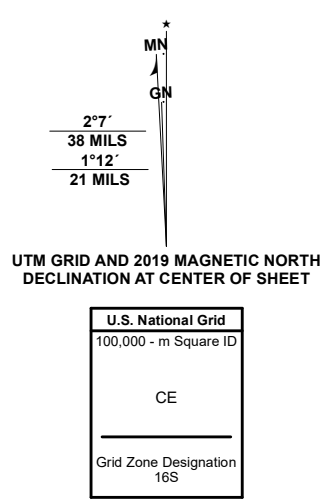 MN
GN
2°7´
38 MILS
1°12´
21 MILS
UTM GRID AND 2019 MAGNETIC NORTH
DECLINATION AT CENTER OF SHEET
U.S. National Grid
100,000 - m Square ID
CE
Grid Zone Designation
16S